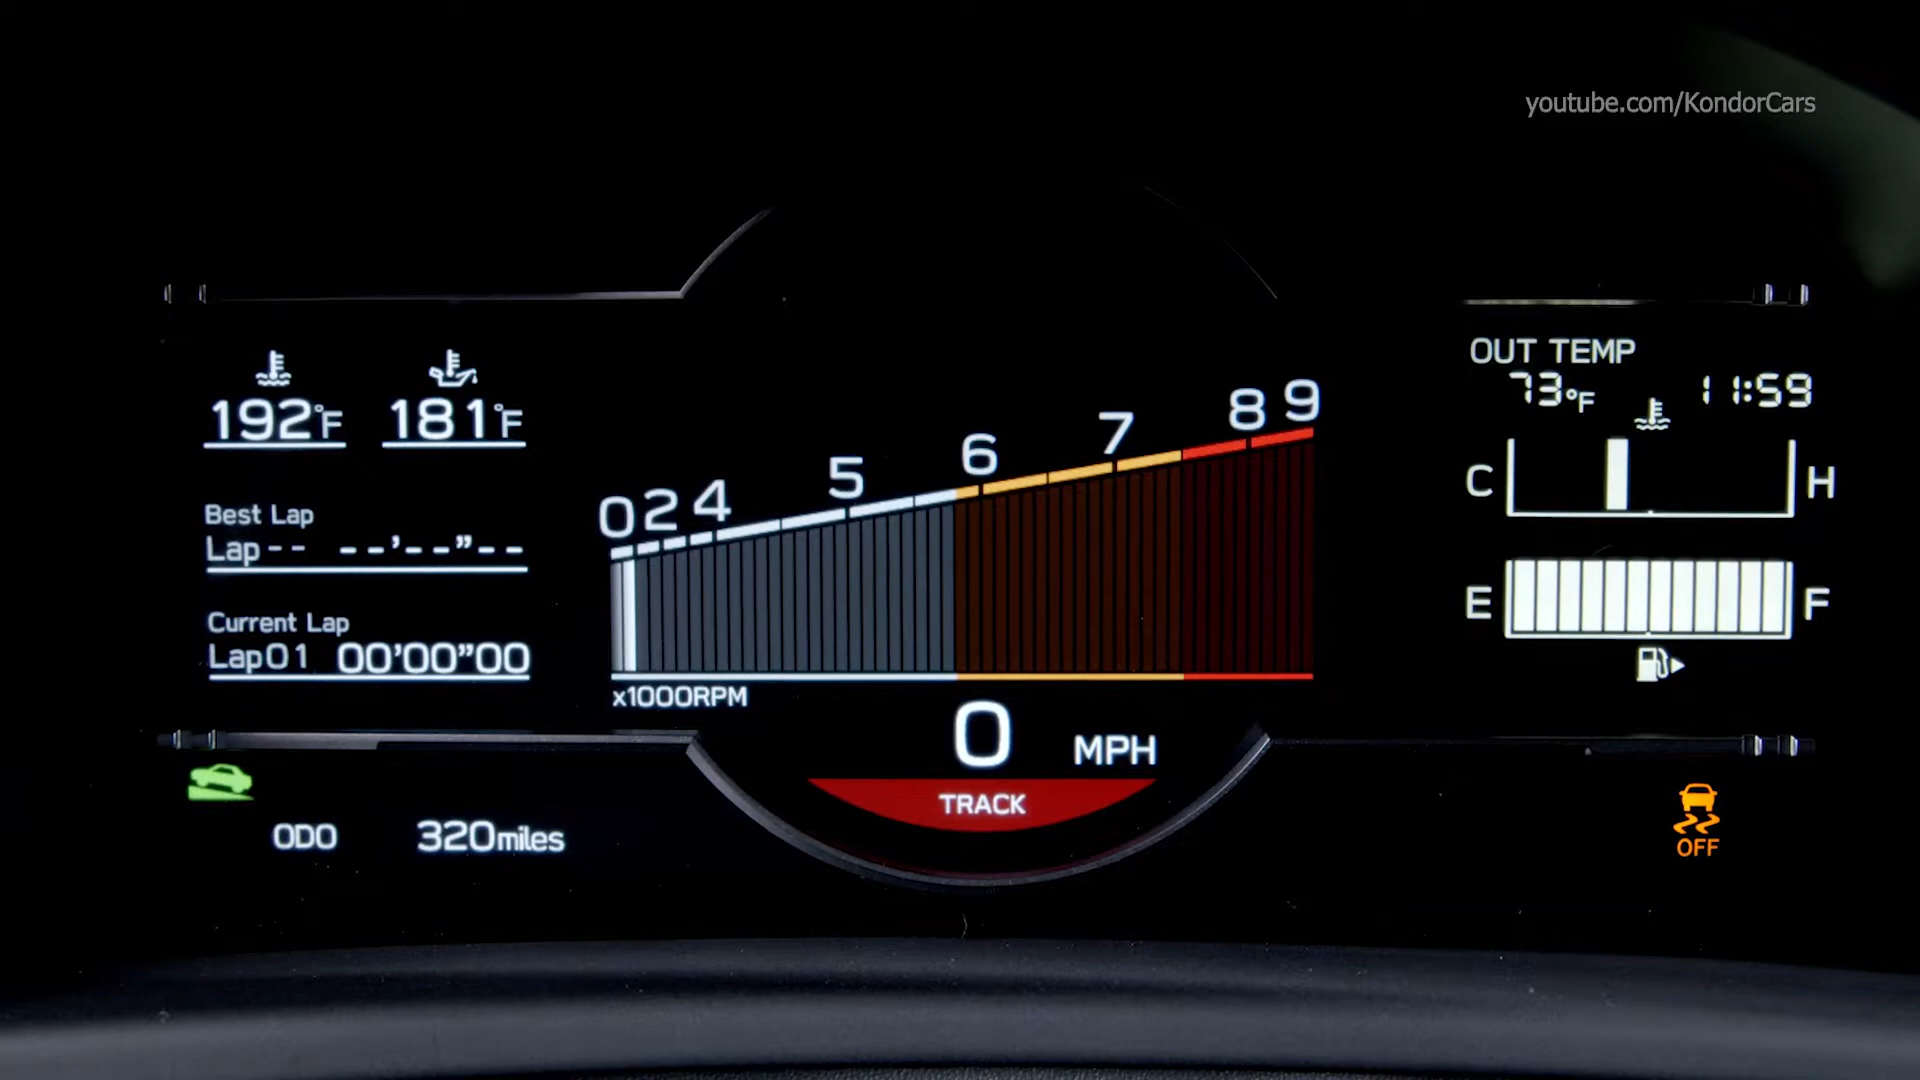 youtube.com/KondorCars
192°F 181°F
Best Lap
Lap-- --'--"--
Current Lap
Lap01 00'00"00
0 2 4 5 6 7 8 9
x1000RPM
0 MPH
TRACK
OUT TEMP
73°F 11:59
C H
E F
ODO 320miles
OFF